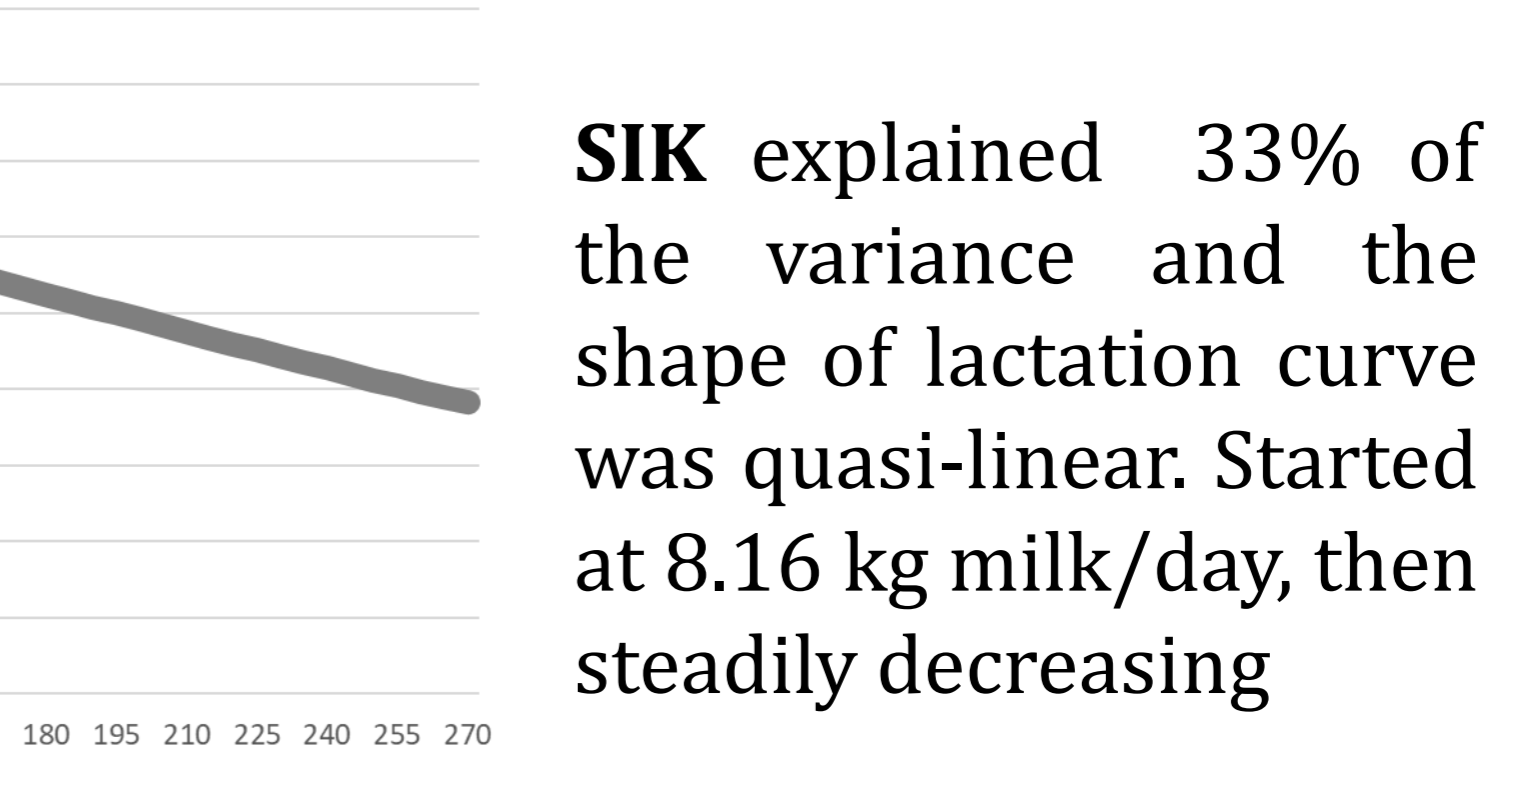 SIK explained 33% of
the variance and the
shape of lactation curve
was quasi-linear. Started
at 8.16 kg milk/day, then
steadily decreasing
180 195 210 225 240 255 270